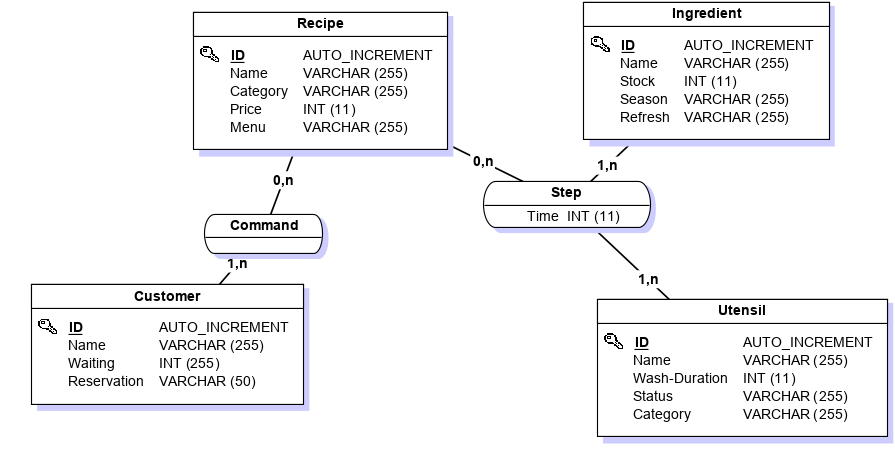 Recipe
ID AUTO_INCREMENT
Name VARCHAR (255)
Category VARCHAR (255)
Price INT (11)
Menu VARCHAR (255)
Ingredient
ID AUTO_INCREMENT
Name VARCHAR (255)
Stock INT (11)
Season VARCHAR (255)
Refresh VARCHAR (255)
0,n
0,n
1,n
Step
Time INT (11)
Command
1,n
1,n
Customer
ID AUTO_INCREMENT
Name VARCHAR (255)
Waiting INT (255)
Reservation VARCHAR (50)
Utensil
ID AUTO_INCREMENT
Name VARCHAR (255)
Wash-Duration INT (11)
Status VARCHAR (255)
Category VARCHAR (255)